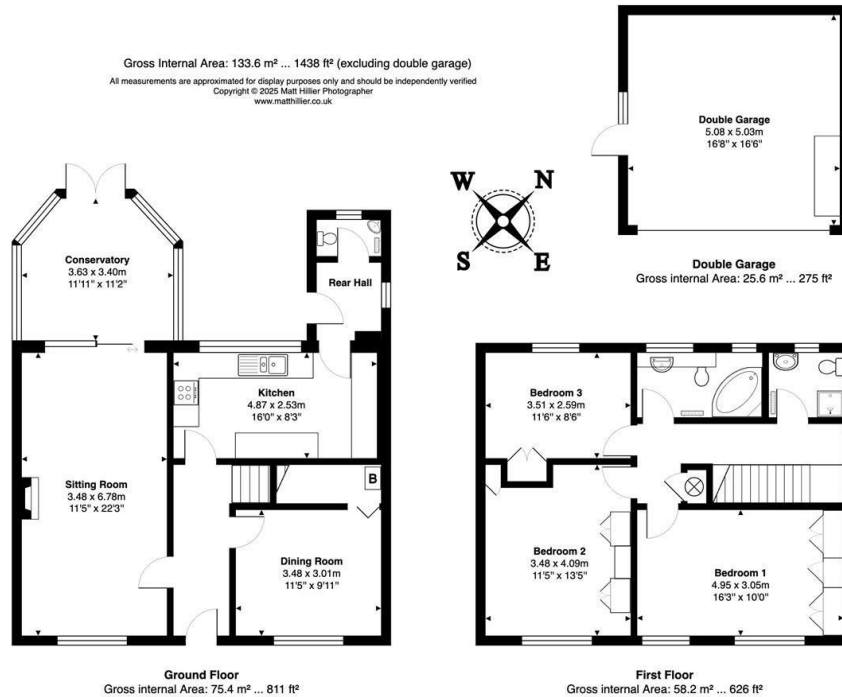 Gross Internal Area: 133.6 m² ... 1438 ft² (excluding double garage)
All measurements are approximated for display purposes only and should be independently verified
Copyright © 2025 Matt Hillier Photographer
www.matthillier.co.uk
Double Garage
5.08 x 5.03m
16'8" x 16'6"
Double Garage
Gross internal Area: 25.6 m² ... 275 ft²
W
N
S
E
Conservatory
3.63 x 3.40m
11'11" x 11'2"
Rear Hall
Kitchen
4.87 x 2.53m
16'0" x 8'3"
Sitting Room
3.48 x 6.78m
11'5" x 22'3"
B
Dining Room
3.48 x 3.01m
11'5" x 9'11"
Ground Floor
Gross internal Area: 75.4 m² ... 811 ft²
Bedroom 3
3.51 x 2.59m
11'6" x 8'6"
Bedroom 2
3.48 x 4.09m
11'5" x 13'5"
Bedroom 1
4.95 x 3.05m
16'3" x 10'0"
First Floor
Gross internal Area: 58.2 m² ... 626 ft²